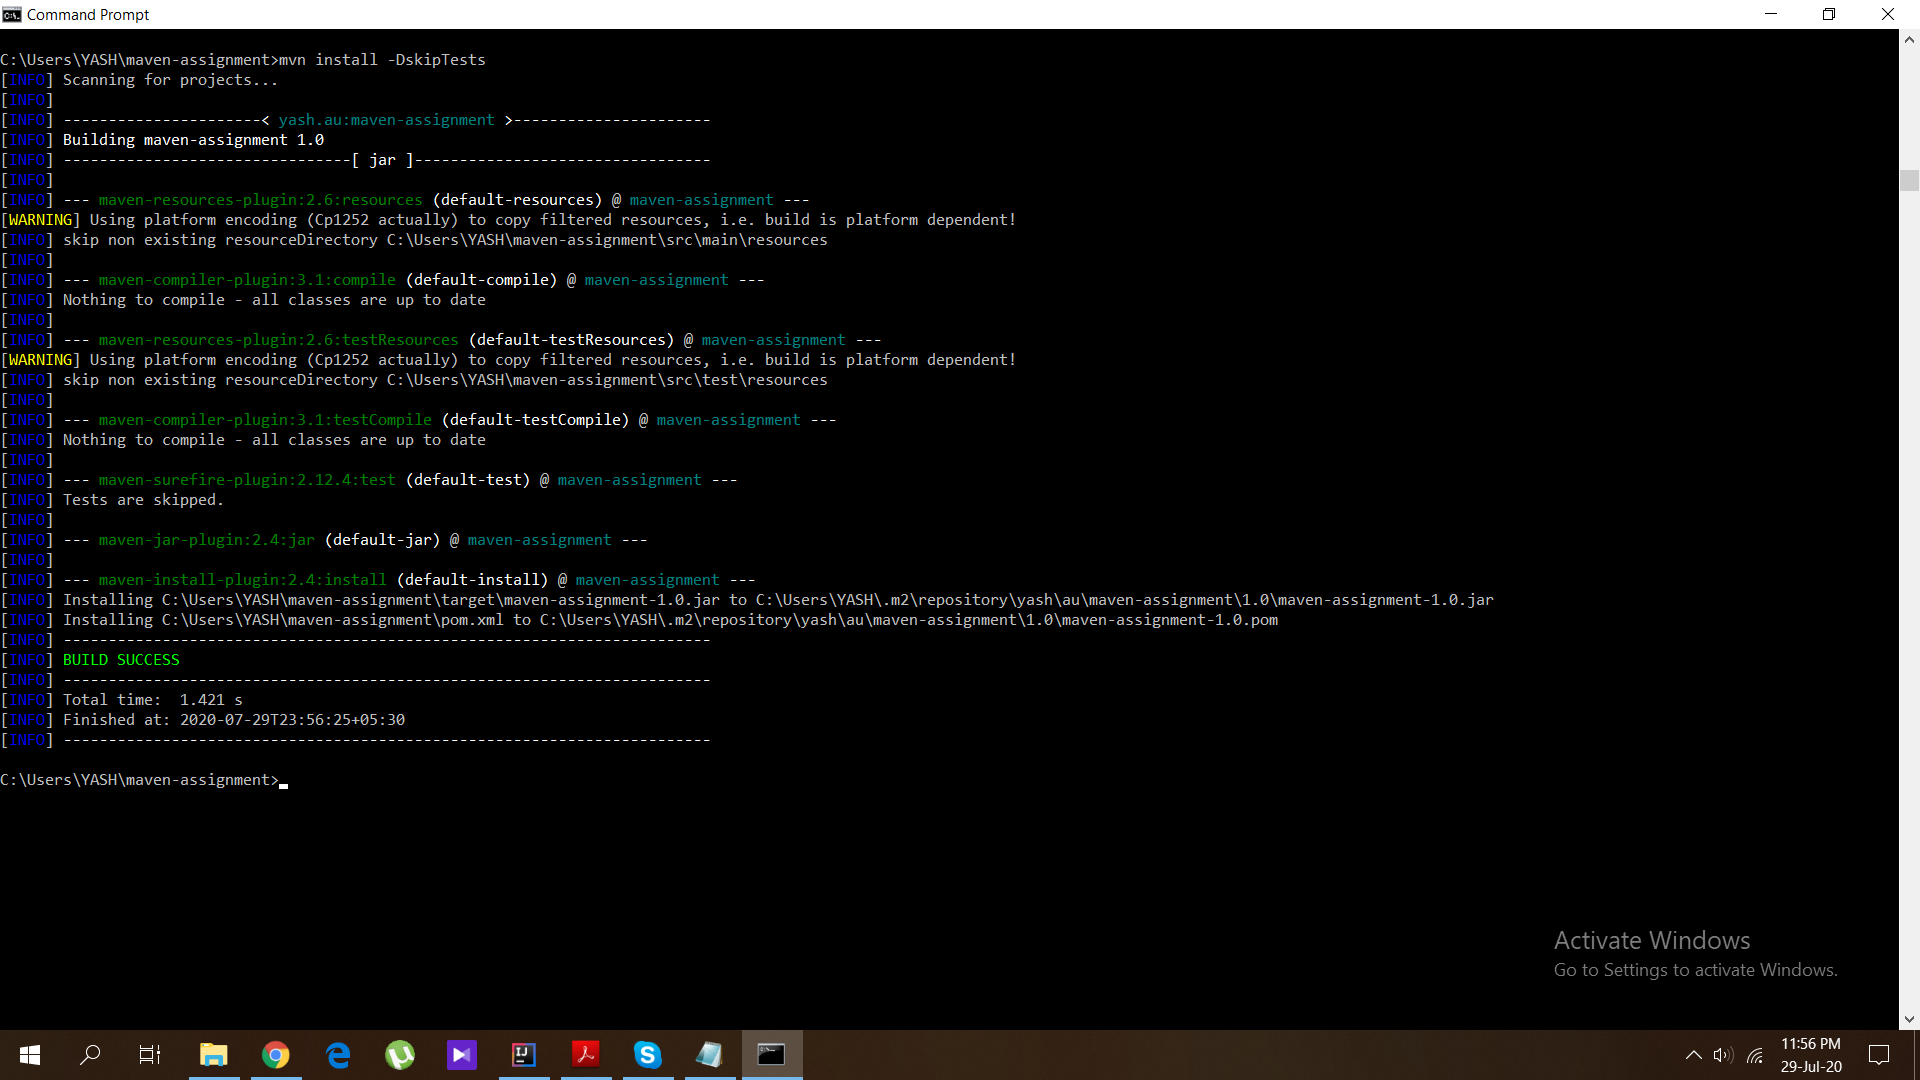 Command Prompt
C:\Users\YASH\maven-assignment>mvn install -DskipTests
[INFO] Scanning for projects...
[INFO]
[INFO] ----------------------< yash.au:maven-assignment >----------------------
[INFO] Building maven-assignment 1.0
[INFO] --------------------------------[ jar ]---------------------------------
[INFO]
[INFO] --- maven-resources-plugin:2.6:resources (default-resources) @ maven-assignment ---
[WARNING] Using platform encoding (Cp1252 actually) to copy filtered resources, i.e. build is platform dependent!
[INFO] skip non existing resourceDirectory C:\Users\YASH\maven-assignment\src\main\resources
[INFO]
[INFO] --- maven-compiler-plugin:3.1:compile (default-compile) @ maven-assignment ---
[INFO] Nothing to compile - all classes are up to date
[INFO]
[INFO] --- maven-resources-plugin:2.6:testResources (default-testResources) @ maven-assignment ---
[WARNING] Using platform encoding (Cp1252 actually) to copy filtered resources, i.e. build is platform dependent!
[INFO] skip non existing resourceDirectory C:\Users\YASH\maven-assignment\src\test\resources
[INFO]
[INFO] --- maven-compiler-plugin:3.1:testCompile (default-testCompile) @ maven-assignment ---
[INFO] Nothing to compile - all classes are up to date
[INFO]
[INFO] --- maven-surefire-plugin:2.12.4:test (default-test) @ maven-assignment ---
[INFO] Tests are skipped.
[INFO]
[INFO] --- maven-jar-plugin:2.4:jar (default-jar) @ maven-assignment ---
[INFO]
[INFO] --- maven-install-plugin:2.4:install (default-install) @ maven-assignment ---
[INFO] Installing C:\Users\YASH\maven-assignment\target\maven-assignment-1.0.jar to C:\Users\YASH\.m2\repository\yash\au\maven-assignment\1.0\maven-assignment-1.0.jar
[INFO] Installing C:\Users\YASH\maven-assignment\pom.xml to C:\Users\YASH\.m2\repository\yash\au\maven-assignment\1.0\maven-assignment-1.0.pom
[INFO] ------------------------------------------------------------------------
[INFO] BUILD SUCCESS
[INFO] ------------------------------------------------------------------------
[INFO] Total time:  1.421 s
[INFO] Finished at: 2020-07-29T23:56:25+05:30
[INFO] ------------------------------------------------------------------------
C:\Users\YASH\maven-assignment>
Activate Windows
Go to Settings to activate Windows.
11:56 PM
29-Jul-20